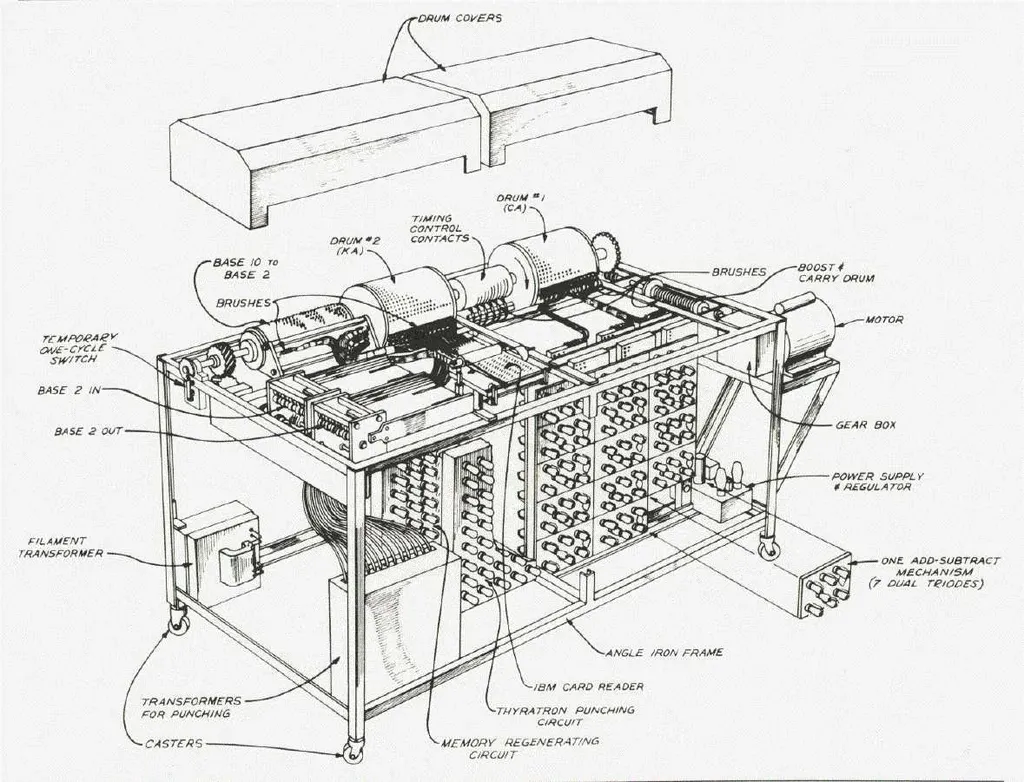 DRUM COVERS
DRUM #1
(CA)
TIMING
CONTROL
CONTACTS
DRUM #2
(KA)
BASE 10 TO
BASE 2
BRUSHES
BRUSHES
BOOST &
CARRY DRUM
MOTOR
TEMPORARY
ONE-CYCLE
SWITCH
BASE 2 IN
BASE 2 OUT
GEAR BOX
POWER SUPPLY
& REGULATOR
FILAMENT
TRANSFORMER
ONE ADD-SUBTRACT
MECHANISM
(7 DUAL TRIODES)
ANGLE IRON FRAME
IBM CARD READER
TRANSFORMERS
FOR PUNCHING
THYRATRON PUNCHING
CIRCUIT
CASTERS
MEMORY REGENERATING
CIRCUIT